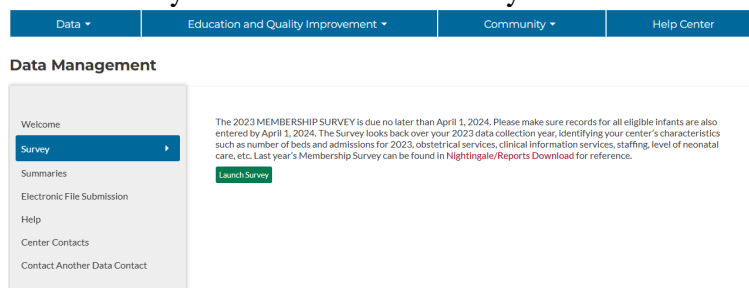 Data
Education and Quality Improvement
Community
Help Center
Data Management
Welcome
Survey
Summaries
Electronic File Submission
Help
Center Contacts
Contact Another Data Contact
The 2023 MEMBERSHIP SURVEY is due no later than April 1, 2024. Please make sure records for all eligible infants are also
entered by April 1, 2024. The Survey looks back over your 2023 data collection year, identifying your center's characteristics
such as number of beds and admissions for 2023, obstetrical services, clinical information services, staffing, level of neonatal
care, etc. Last year's Membership Survey can be found in Nightingale/Reports Download for reference.
Launch Survey